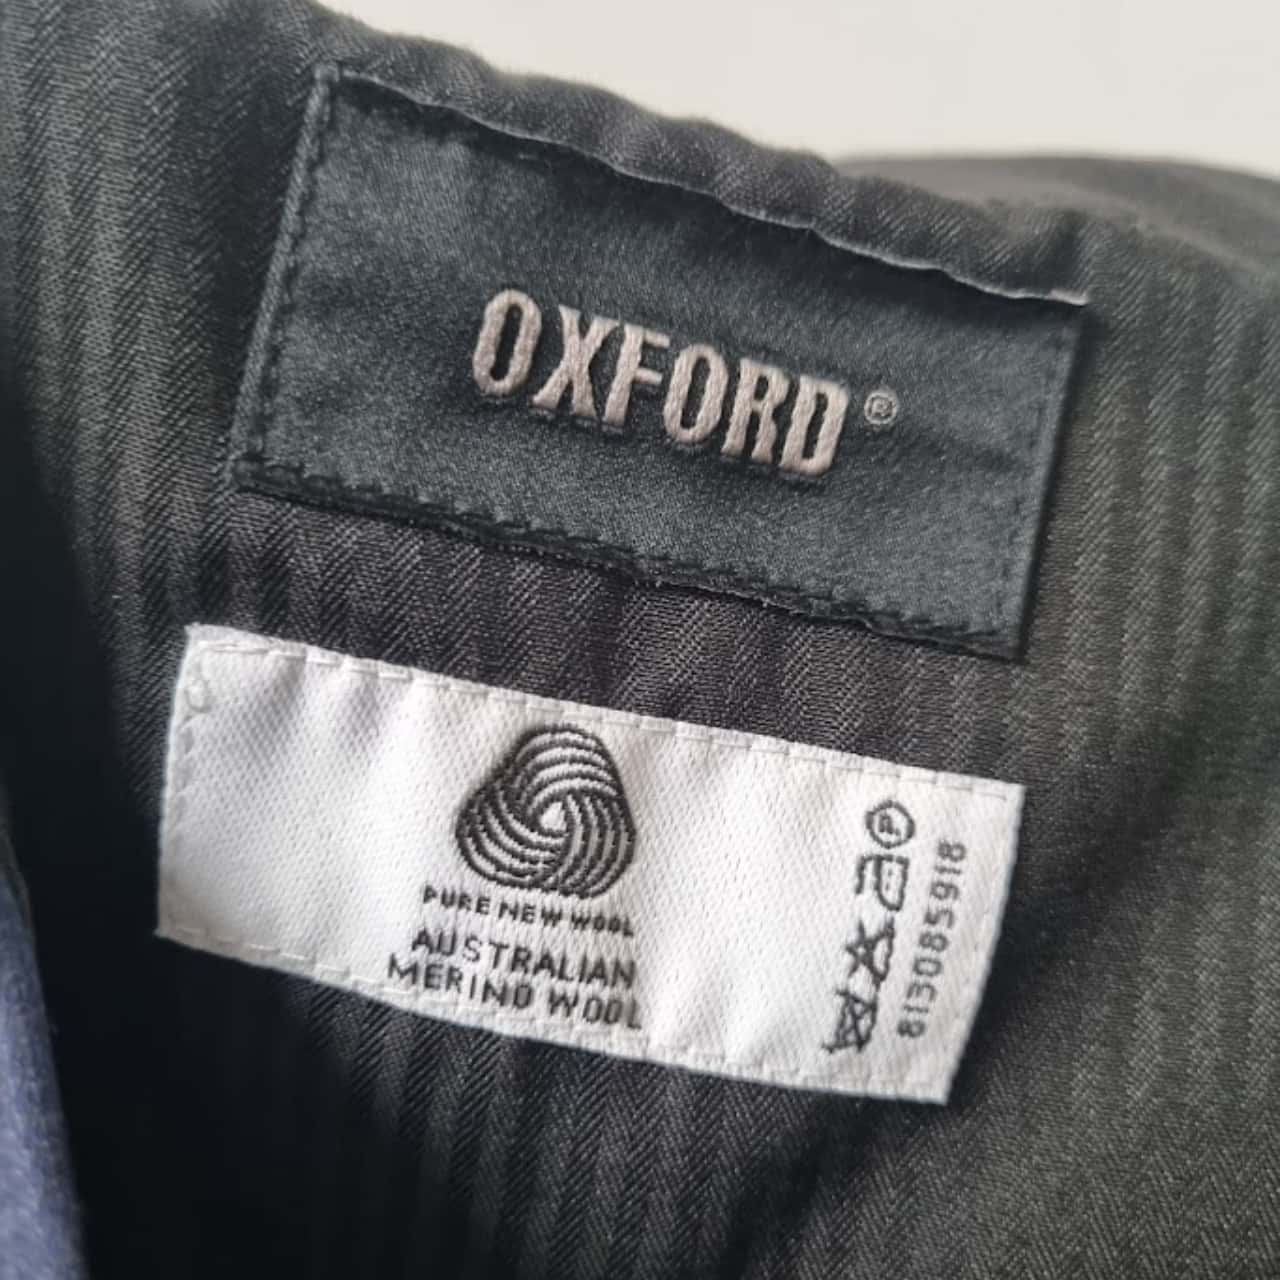 OXFORD®
PURE NEW WOOL
AUSTRALIAN
MERINO WOOL
P
813085918